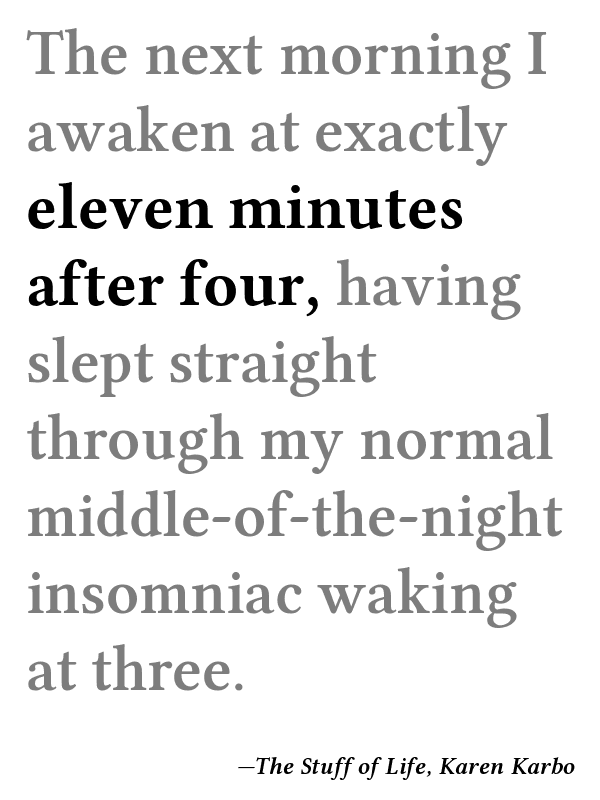 The next morning I
awaken at exactly
eleven minutes
after four, having
slept straight
through my normal
middle-of-the-night
insomniac waking
at three.
—The Stuff of Life, Karen Karbo